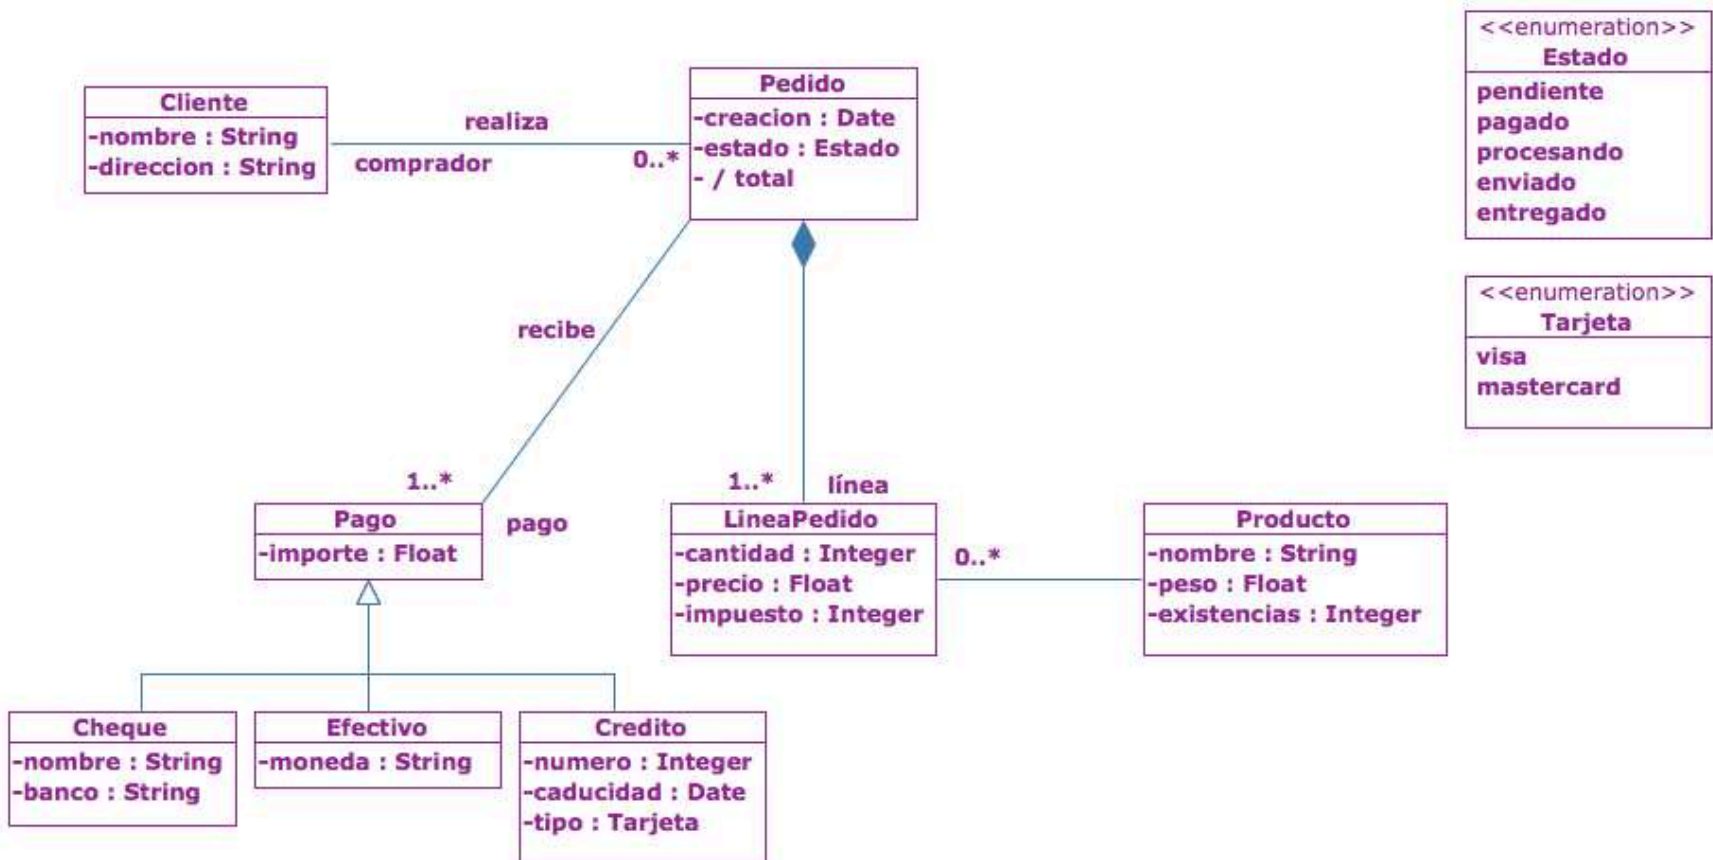 <<enumeration>>
Estado
pendiente
pagado
procesando
enviado
entregado
Cliente
-nombre : String
-direccion : String
realiza
comprador
0..*
Pedido
-creacion : Date
-estado : Estado
- / total
<<enumeration>>
Tarjeta
visa
mastercard
recibe
1..*
pago
Pago
-importe : Float
1..*
línea
LineaPedido
-cantidad : Integer
-precio : Float
-impuesto : Integer
0..*
Producto
-nombre : String
-peso : Float
-existencias : Integer
Cheque
-nombre : String
-banco : String
Efectivo
-moneda : String
Credito
-numero : Integer
-caducidad : Date
-tipo : Tarjeta